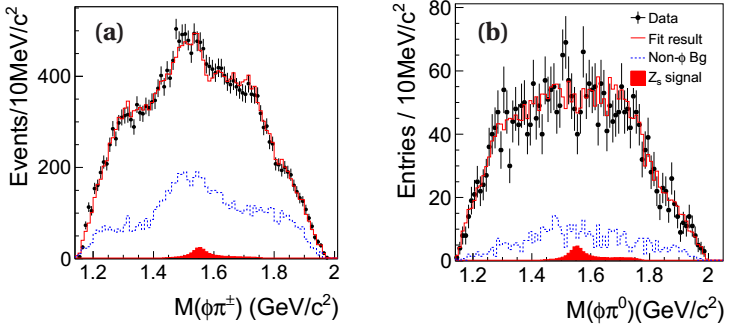 (a)
Events/10MeV/c²
400
200
0
1.2
1.4
1.6
1.8
2
M(ϕπ±) (GeV/c²)
(b)
Data
Fit result
Non-ϕ Bg
Zs signal
Entries / 10MeV/c²
80
60
40
20
0
1.2
1.4
1.6
1.8
2
M(ϕπ⁰)(GeV/c²)